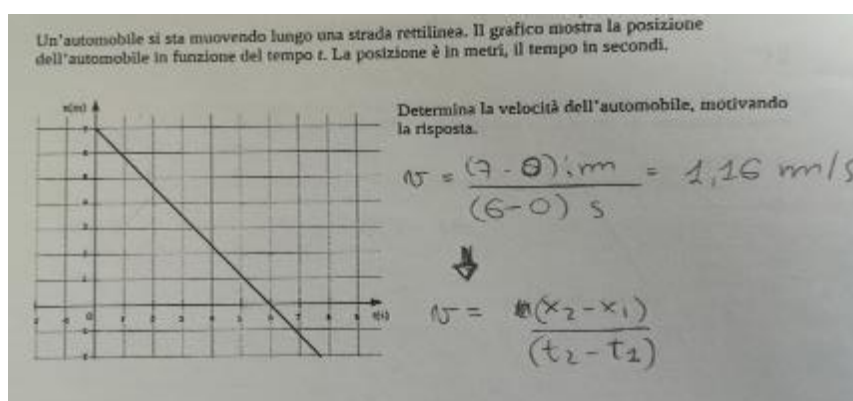 Un'automobile si sta muovendo lungo una strada rettilinea. Il grafico mostra la posizione
dell'automobile in funzione del tempo t. La posizione è in metri, il tempo in secondi.
Determina la velocità dell'automobile, motivando
la risposta.
v = (7 - 0) m / (6-0) s = 1,16 m/s
v = (x₂-x₁) / (t₂-t₁)